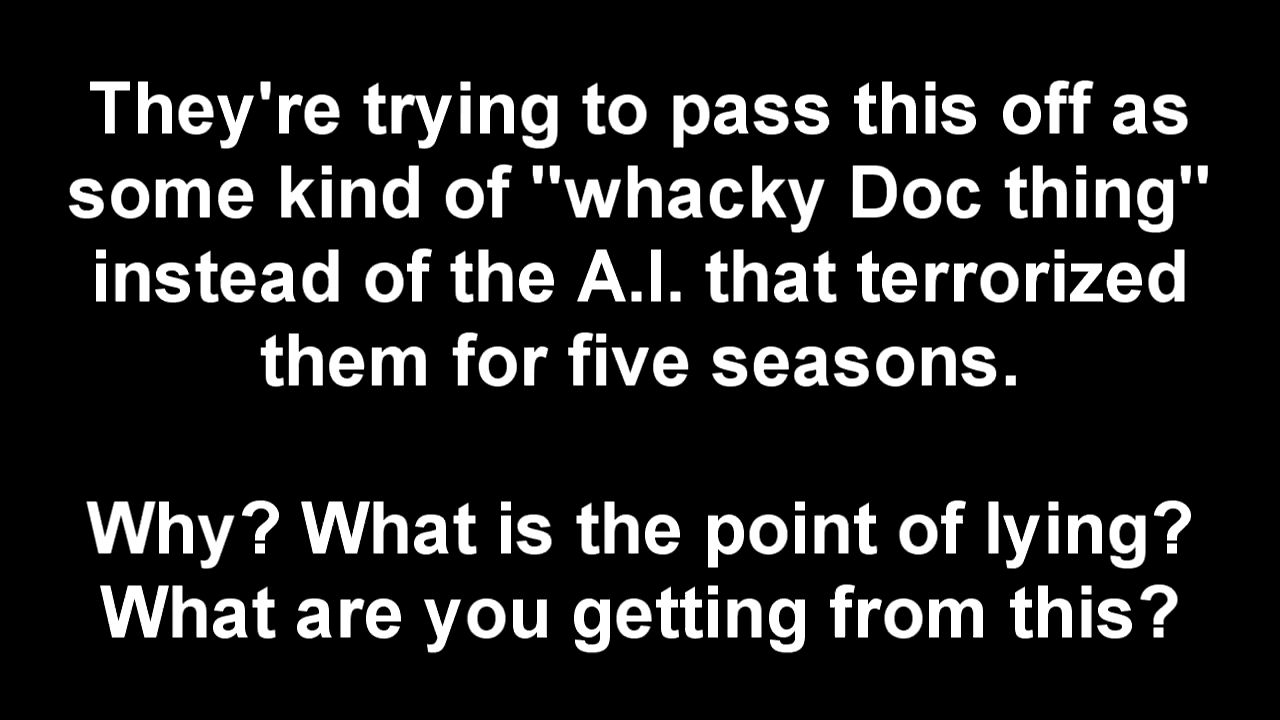 They're trying to pass this off as
some kind of "whacky Doc thing"
instead of the A.I. that terrorized
them for five seasons.
Why? What is the point of lying?
What are you getting from this?